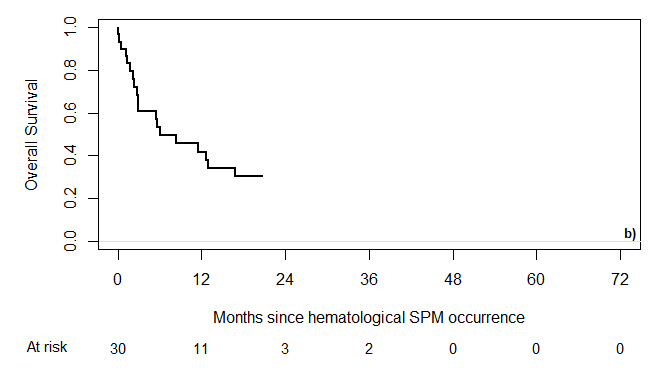 Overall Survival
1.0
0.8
0.6
0.4
0.2
0.0
b)
0 12 24 36 48 60 72
Months since hematological SPM occurrence
At risk 30 11 3 2 0 0 0